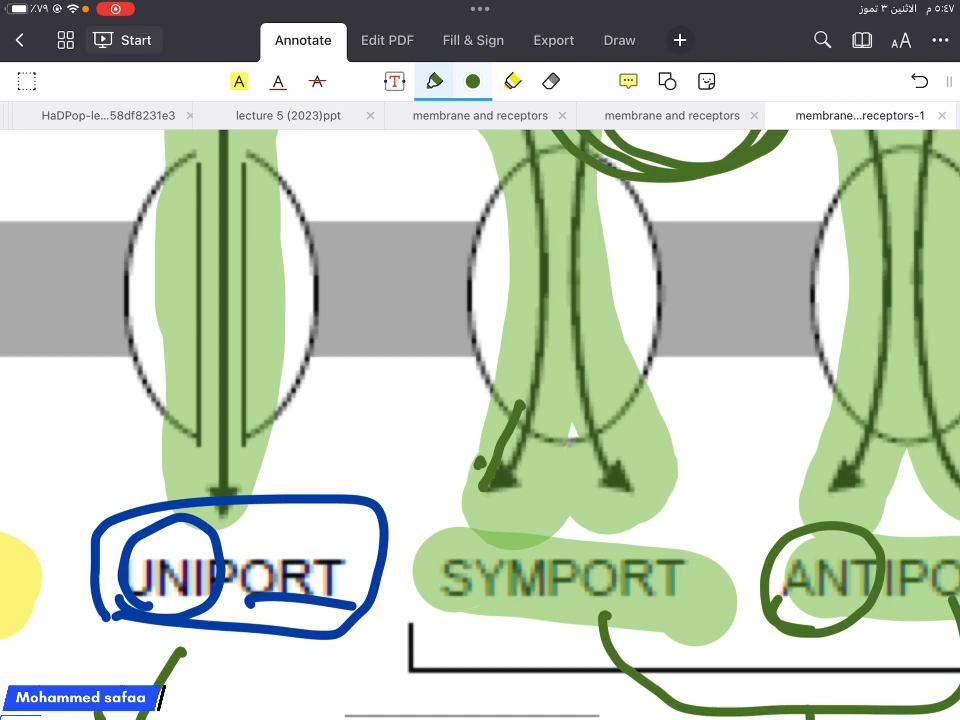 ٪٧٩ الاثنين ٣ تموز ٥:٤٧ م
Start Annotate Edit PDF Fill & Sign Export Draw
HaDPop-le...58df8231e3 lecture 5 (2023)ppt membrane and receptors membrane and receptors membrane...receptors-1
UNIPORT SYMPORT ANTIPO
Mohammed safaa